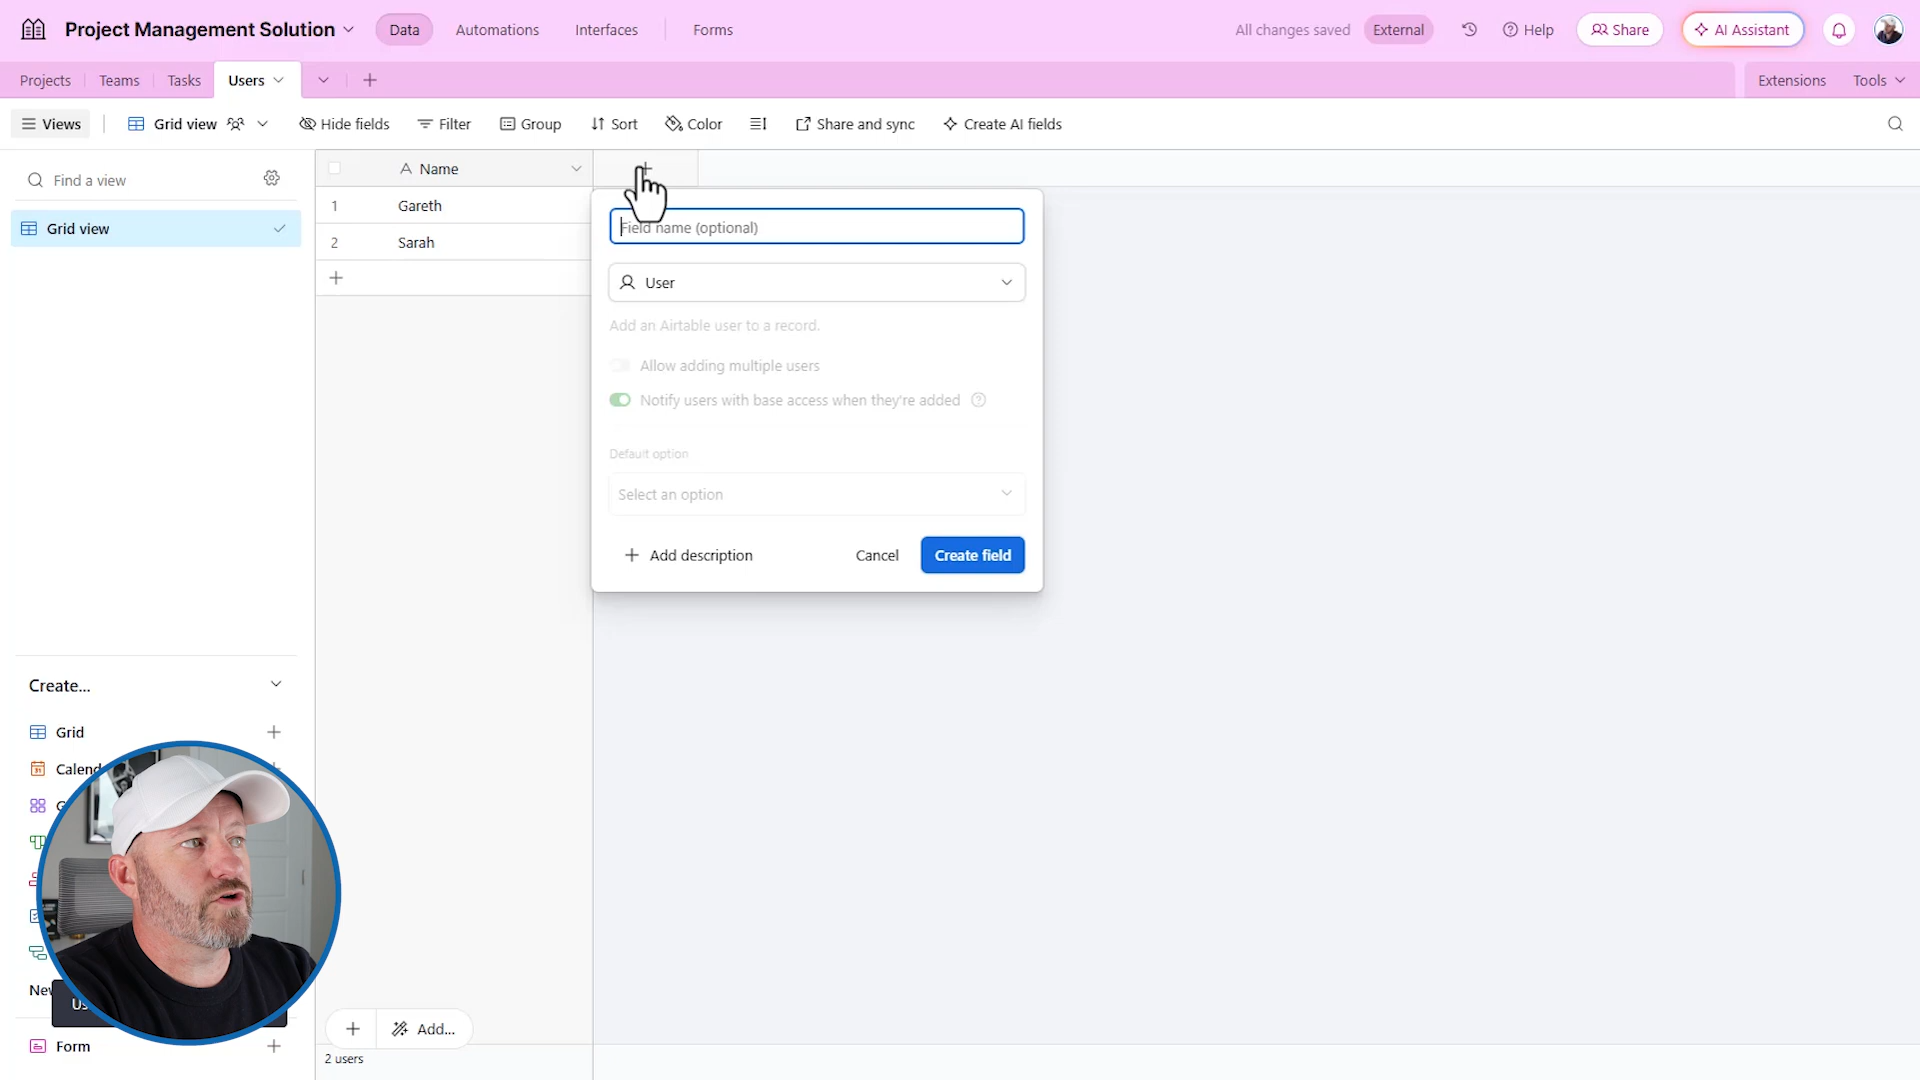 Project Management Solution
Data
Automations
Interfaces
Forms
All changes saved
External
Help
Share
AI Assistant
Projects
Teams
Tasks
Users
Extensions
Tools
Views
Grid view
Hide fields
Filter
Group
Sort
Color
Share and sync
Create AI fields
Find a view
Grid view
Name
1 Gareth
2 Sarah
Field name (optional)
User
Add an Airtable user to a record.
Allow adding multiple users
Notify users with base access when they're added
Default option
Select an option
Add description
Cancel
Create field
Create...
Grid
Form
Add...
2 users